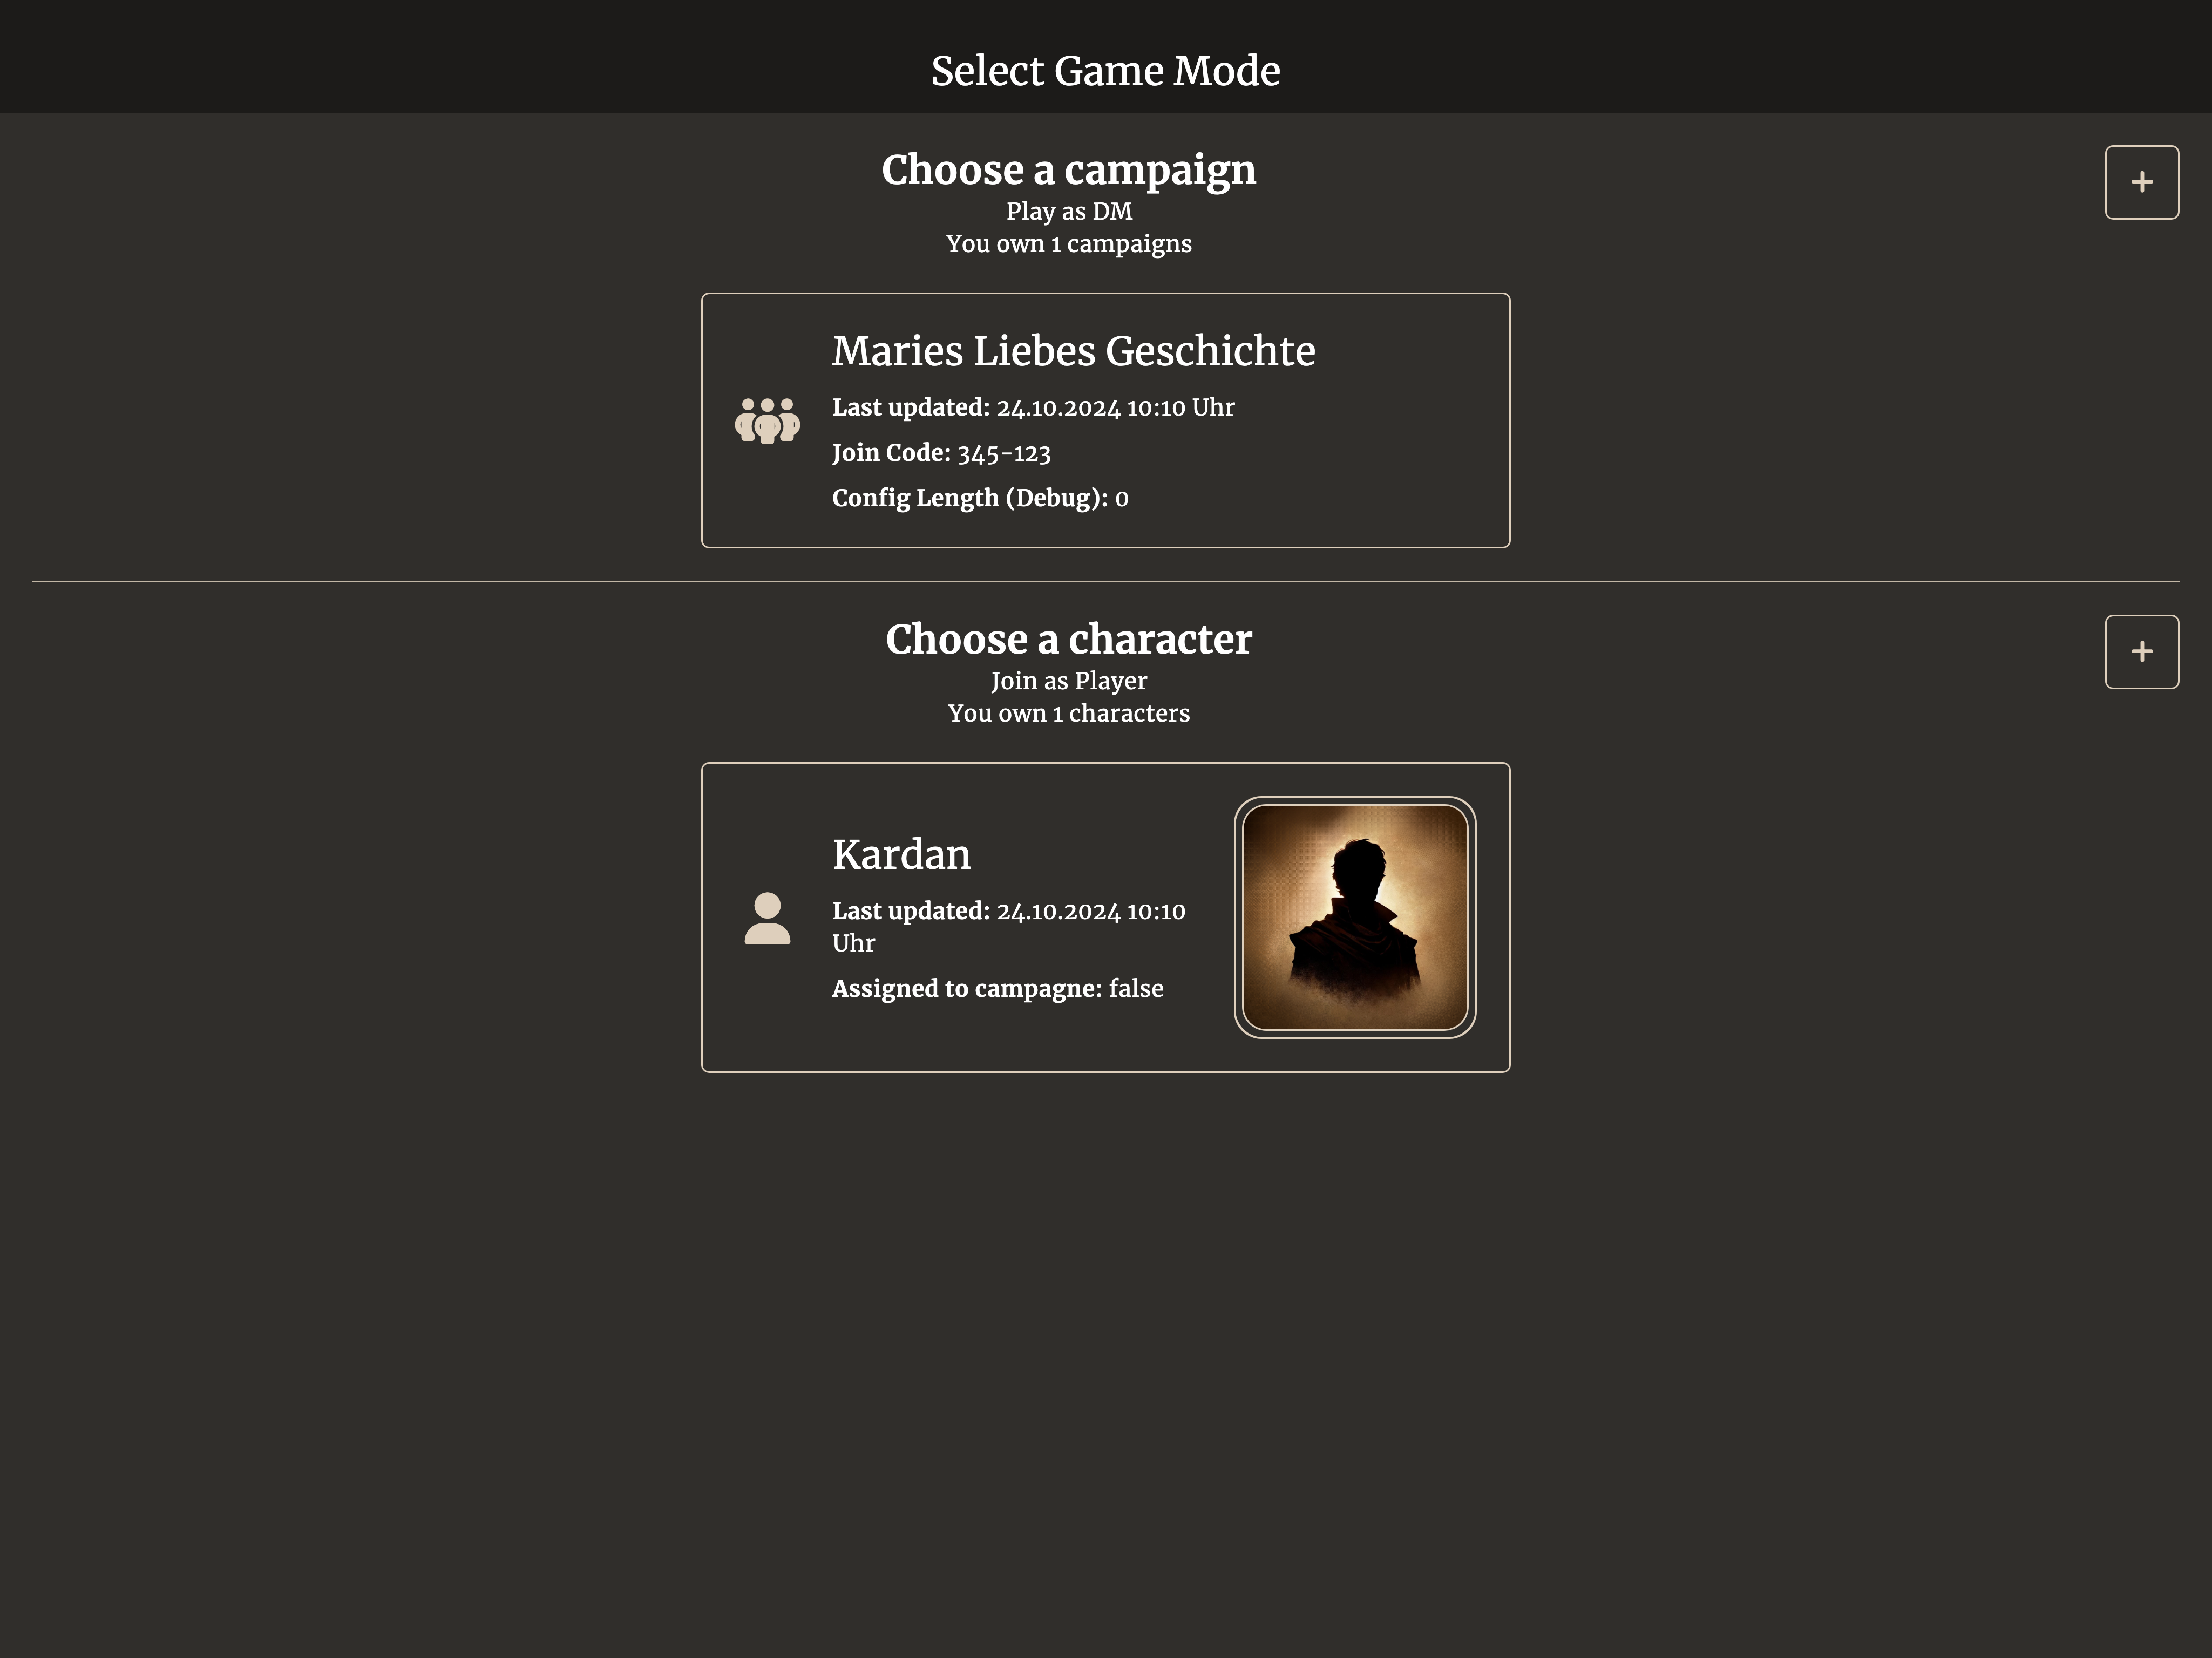 Select Game Mode
Choose a campaign
Play as DM
You own 1 campaigns
Maries Liebes Geschichte
Last updated: 24.10.2024 10:10 Uhr
Join Code: 345-123
Config Length (Debug): 0
Choose a character
Join as Player
You own 1 characters
Kardan
Last updated: 24.10.2024 10:10
Uhr
Assigned to campagne: false